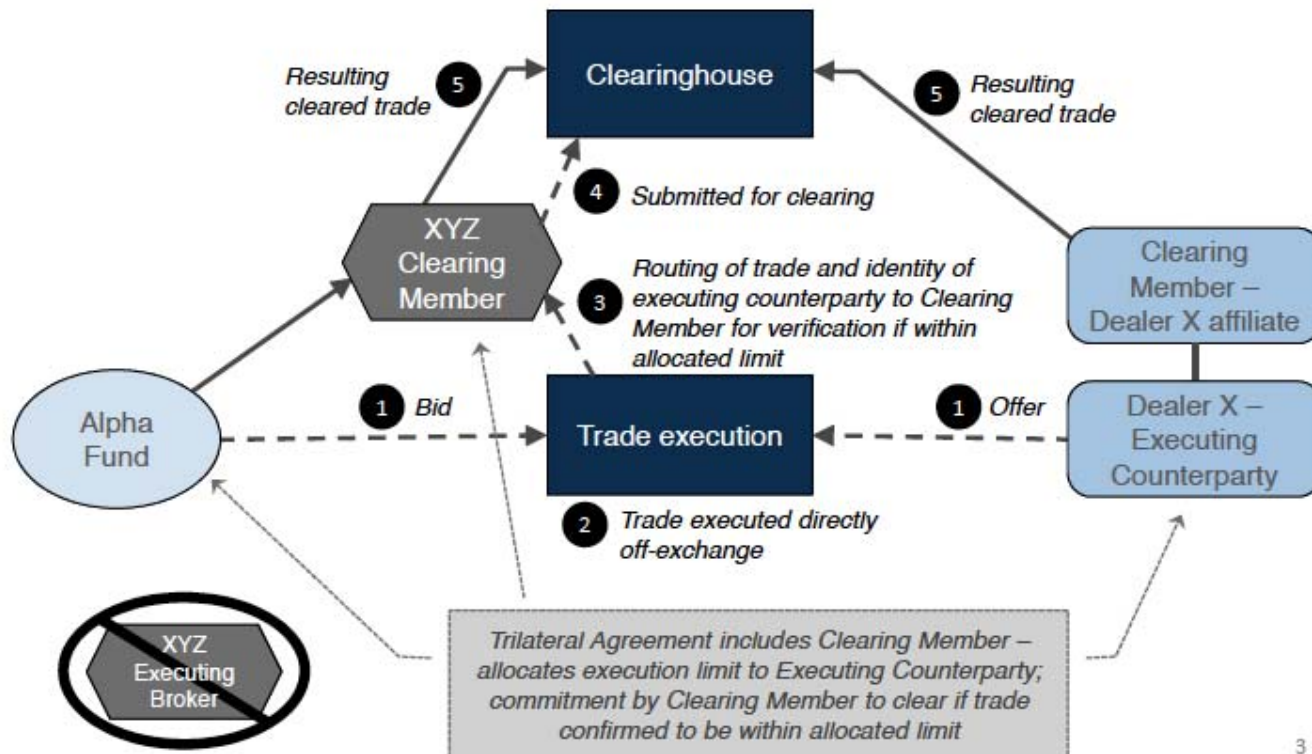 Clearinghouse
Resulting
cleared trade
5
5
Resulting
cleared trade
4
Submitted for clearing
XYZ
Clearing
Member
3
Routing of trade and identity of
executing counterparty to Clearing
Member for verification if within
allocated limit
Clearing
Member –
Dealer X affiliate
Alpha
Fund
1
Bid
Trade execution
1
Offer
Dealer X –
Executing
Counterparty
2
Trade executed directly
off-exchange
XYZ
Executing
Broker
Trilateral Agreement includes Clearing Member –
allocates execution limit to Executing Counterparty;
commitment by Clearing Member to clear if trade
confirmed to be within allocated limit
3